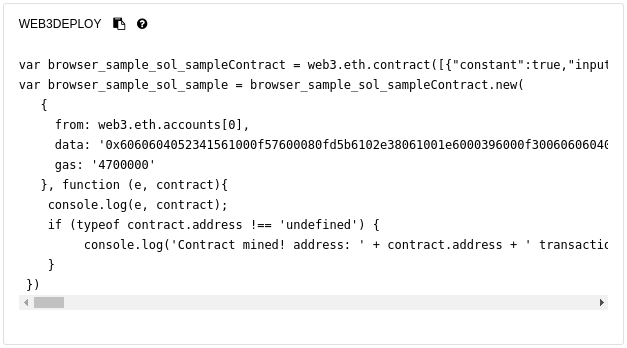 WEB3DEPLOY
var browser_sample_sol_sampleContract = web3.eth.contract([{"constant":true,"input
var browser_sample_sol_sample = browser_sample_sol_sampleContract.new(
{
from: web3.eth.accounts[0],
data: '0x6060604052341561000f57600080fd5b6102e38061001e6000396000f30060606040
gas: '4700000'
}, function (e, contract){
console.log(e, contract);
if (typeof contract.address !== 'undefined') {
console.log('Contract mined! address: ' + contract.address + ' transactio
}
})